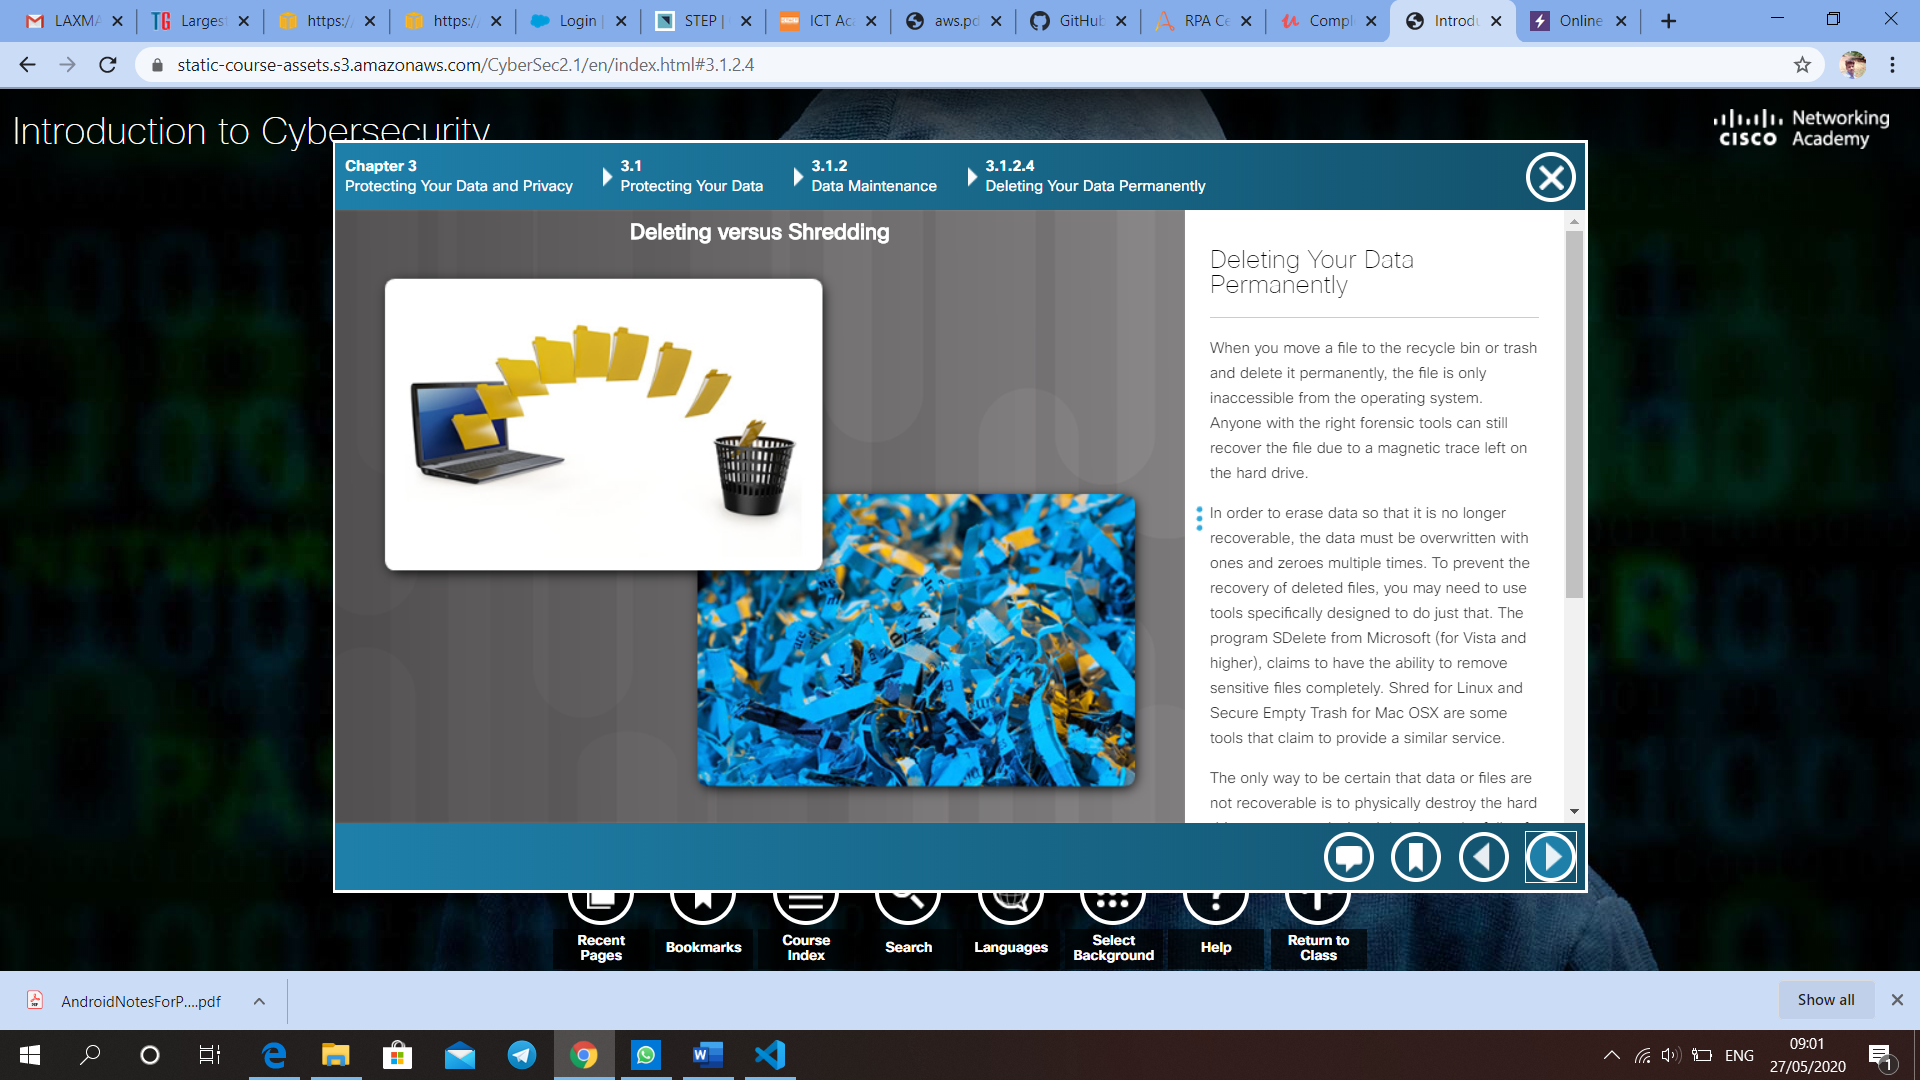 LAXMA
Largest
https:/
https:/
Login |
STEP |
ICT Aca
aws.pd
GitHub
RPA Ce
Comple
Introdu
Online
static-course-assets.s3.amazonaws.com/CyberSec2.1/en/index.html#3.1.2.4
Introduction to Cybersecurity
cisco Networking Academy
Chapter 3
Protecting Your Data and Privacy
3.1
Protecting Your Data
3.1.2
Data Maintenance
3.1.2.4
Deleting Your Data Permanently
Deleting versus Shredding
Deleting Your Data
Permanently
When you move a file to the recycle bin or trash
and delete it permanently, the file is only
inaccessible from the operating system.
Anyone with the right forensic tools can still
recover the file due to a magnetic trace left on
the hard drive.
In order to erase data so that it is no longer
recoverable, the data must be overwritten with
ones and zeroes multiple times. To prevent the
recovery of deleted files, you may need to use
tools specifically designed to do just that. The
program SDelete from Microsoft (for Vista and
higher), claims to have the ability to remove
sensitive files completely. Shred for Linux and
Secure Empty Trash for Mac OSX are some
tools that claim to provide a similar service.
The only way to be certain that data or files are
not recoverable is to physically destroy the hard
Recent
Pages
Bookmarks
Course
Index
Search
Languages
Select
Background
Help
Return to
Class
AndroidNotesForP....pdf
Show all
ENG
09:01
27/05/2020
1